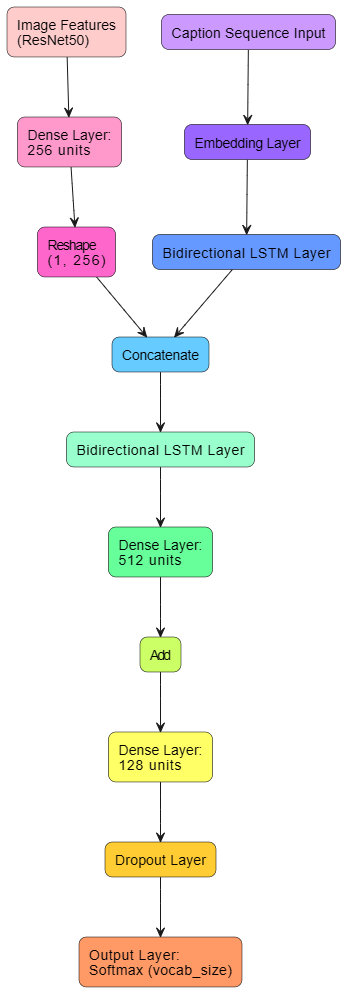 Image Features
(ResNet50)
Caption Sequence Input
Dense Layer:
256 units
Embedding Layer
Reshape
(1, 256)
Bidirectional LSTM Layer
Concatenate
Bidirectional LSTM Layer
Dense Layer:
512 units
Add
Dense Layer:
128 units
Dropout Layer
Output Layer:
Softmax (vocab_size)